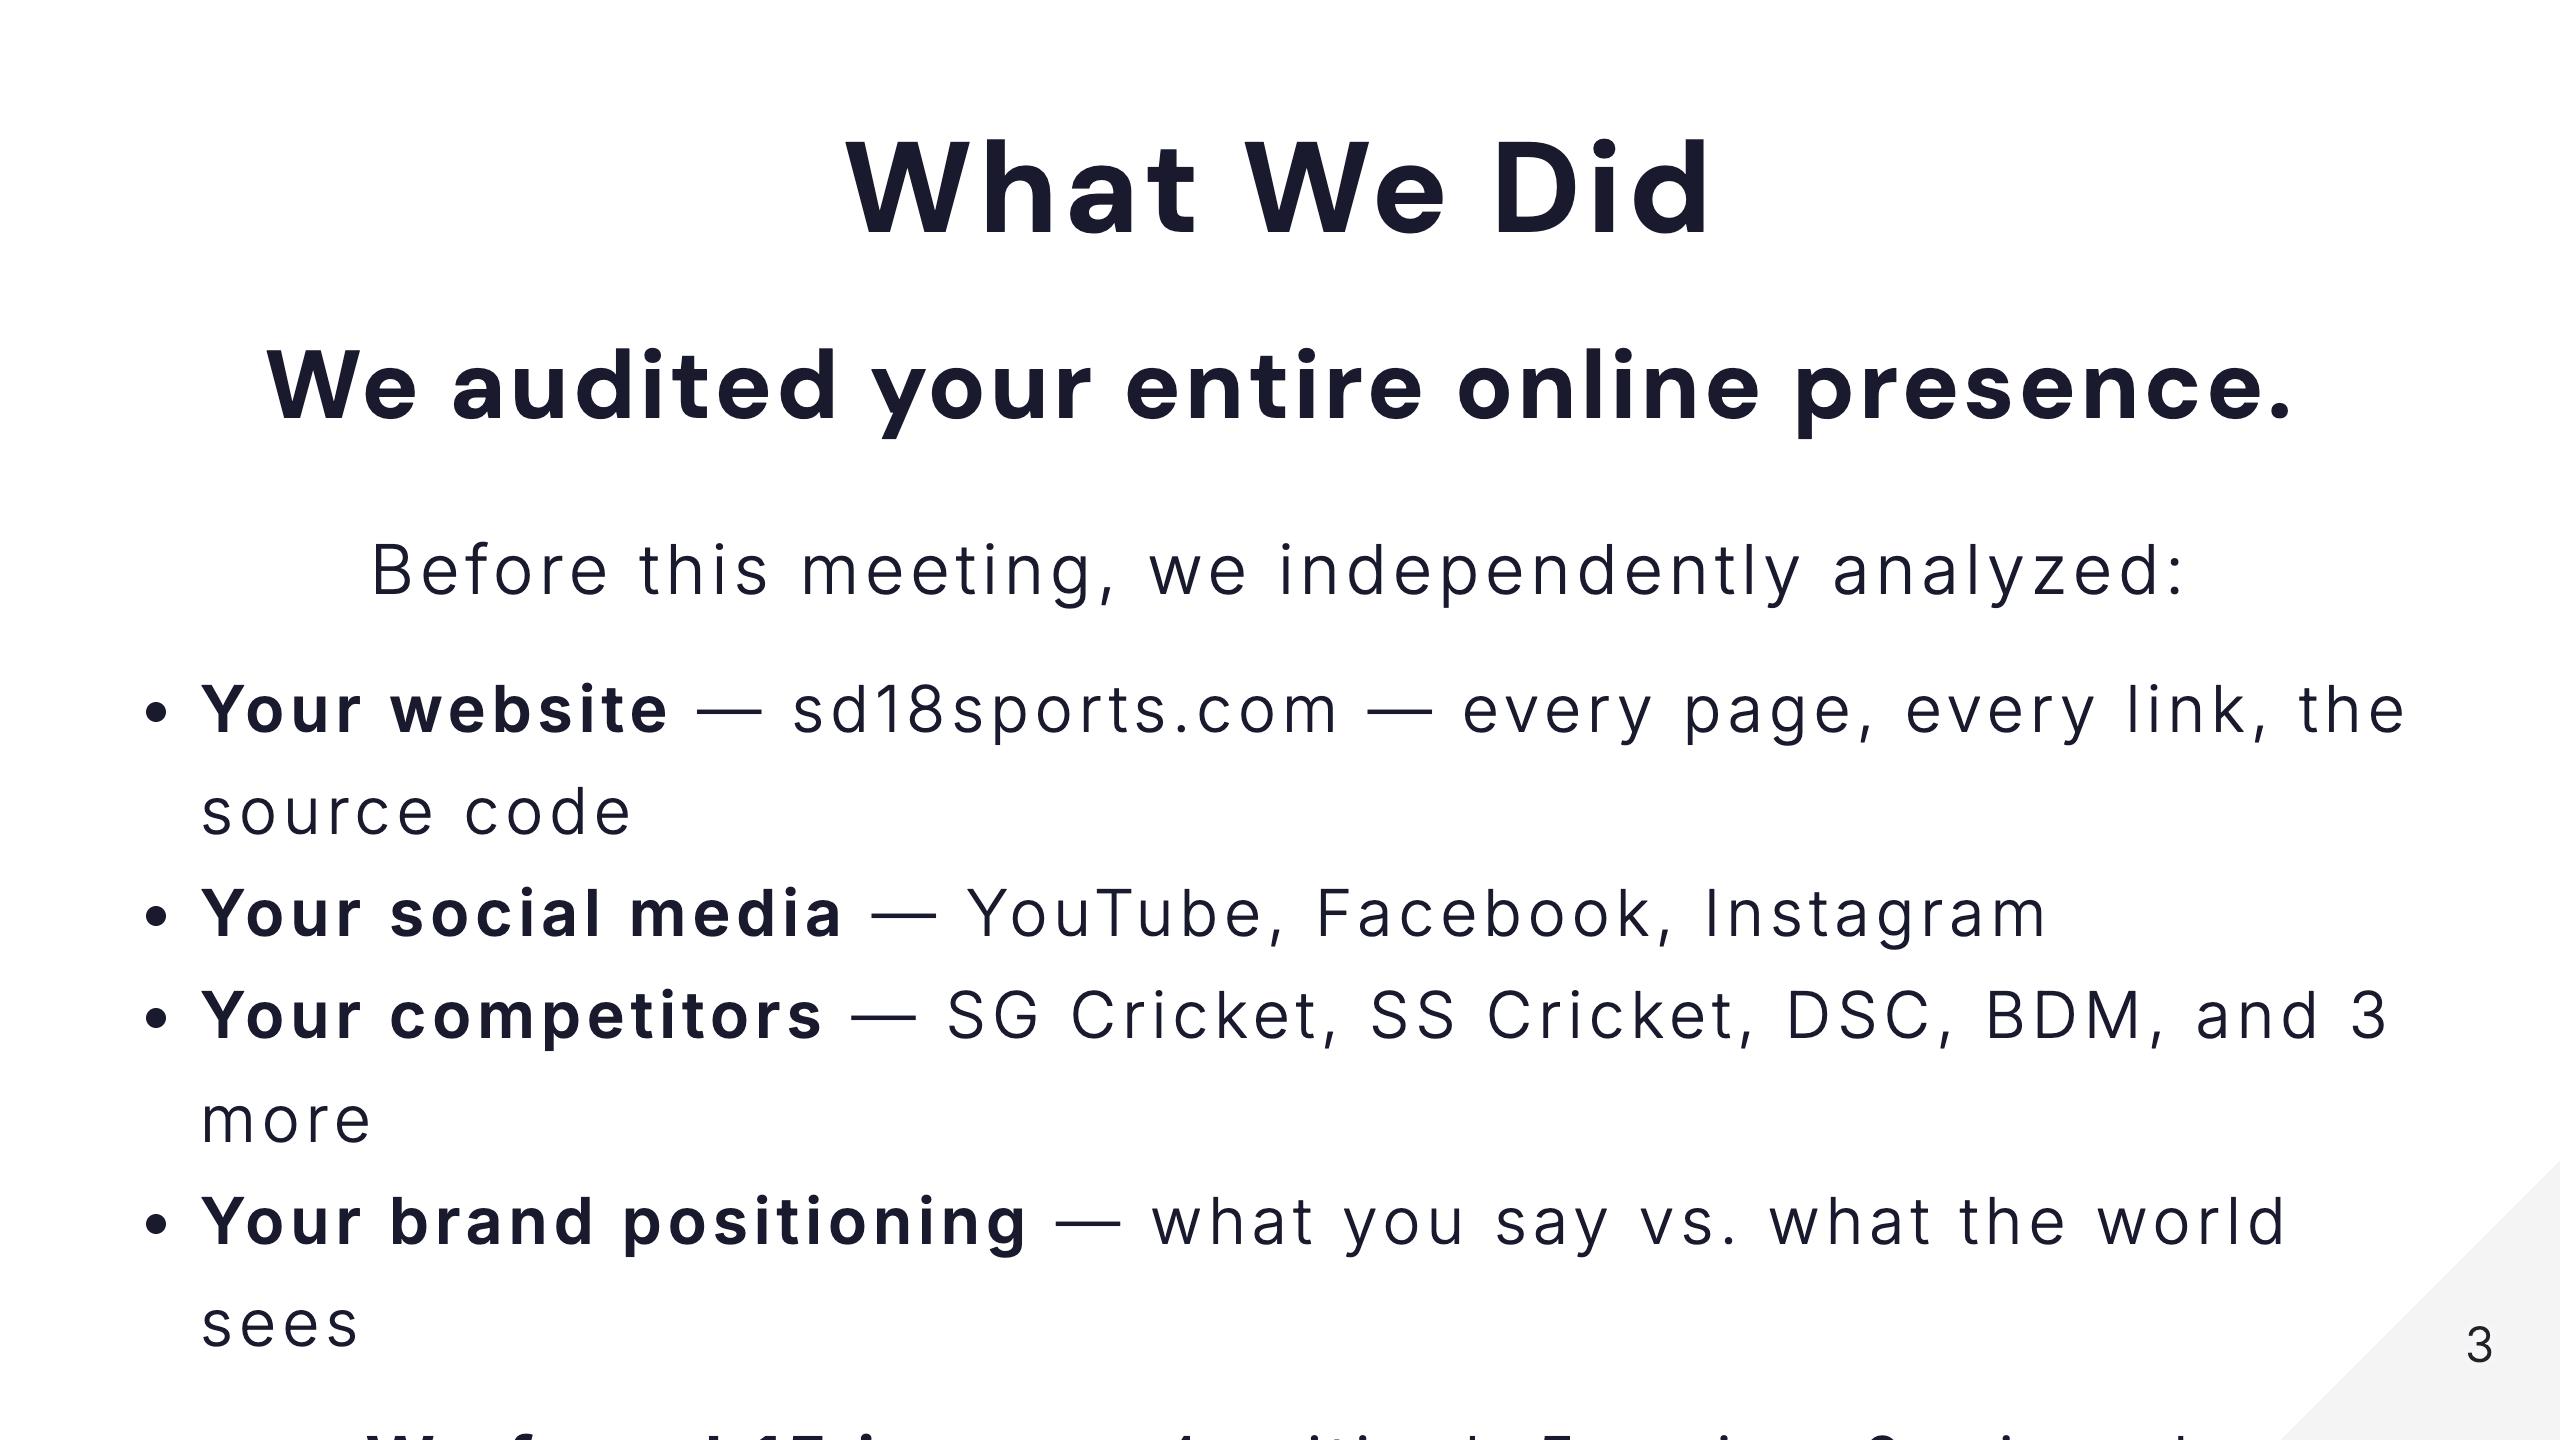 What We Did
We audited your entire online presence.
Before this meeting, we independently analyzed:
• Your website — sd18sports.com — every page, every link, the
source code
• Your social media — YouTube, Facebook, Instagram
• Your competitors — SG Cricket, SS Cricket, DSC, BDM, and 3
more
• Your brand positioning — what you say vs. what the world
sees
3